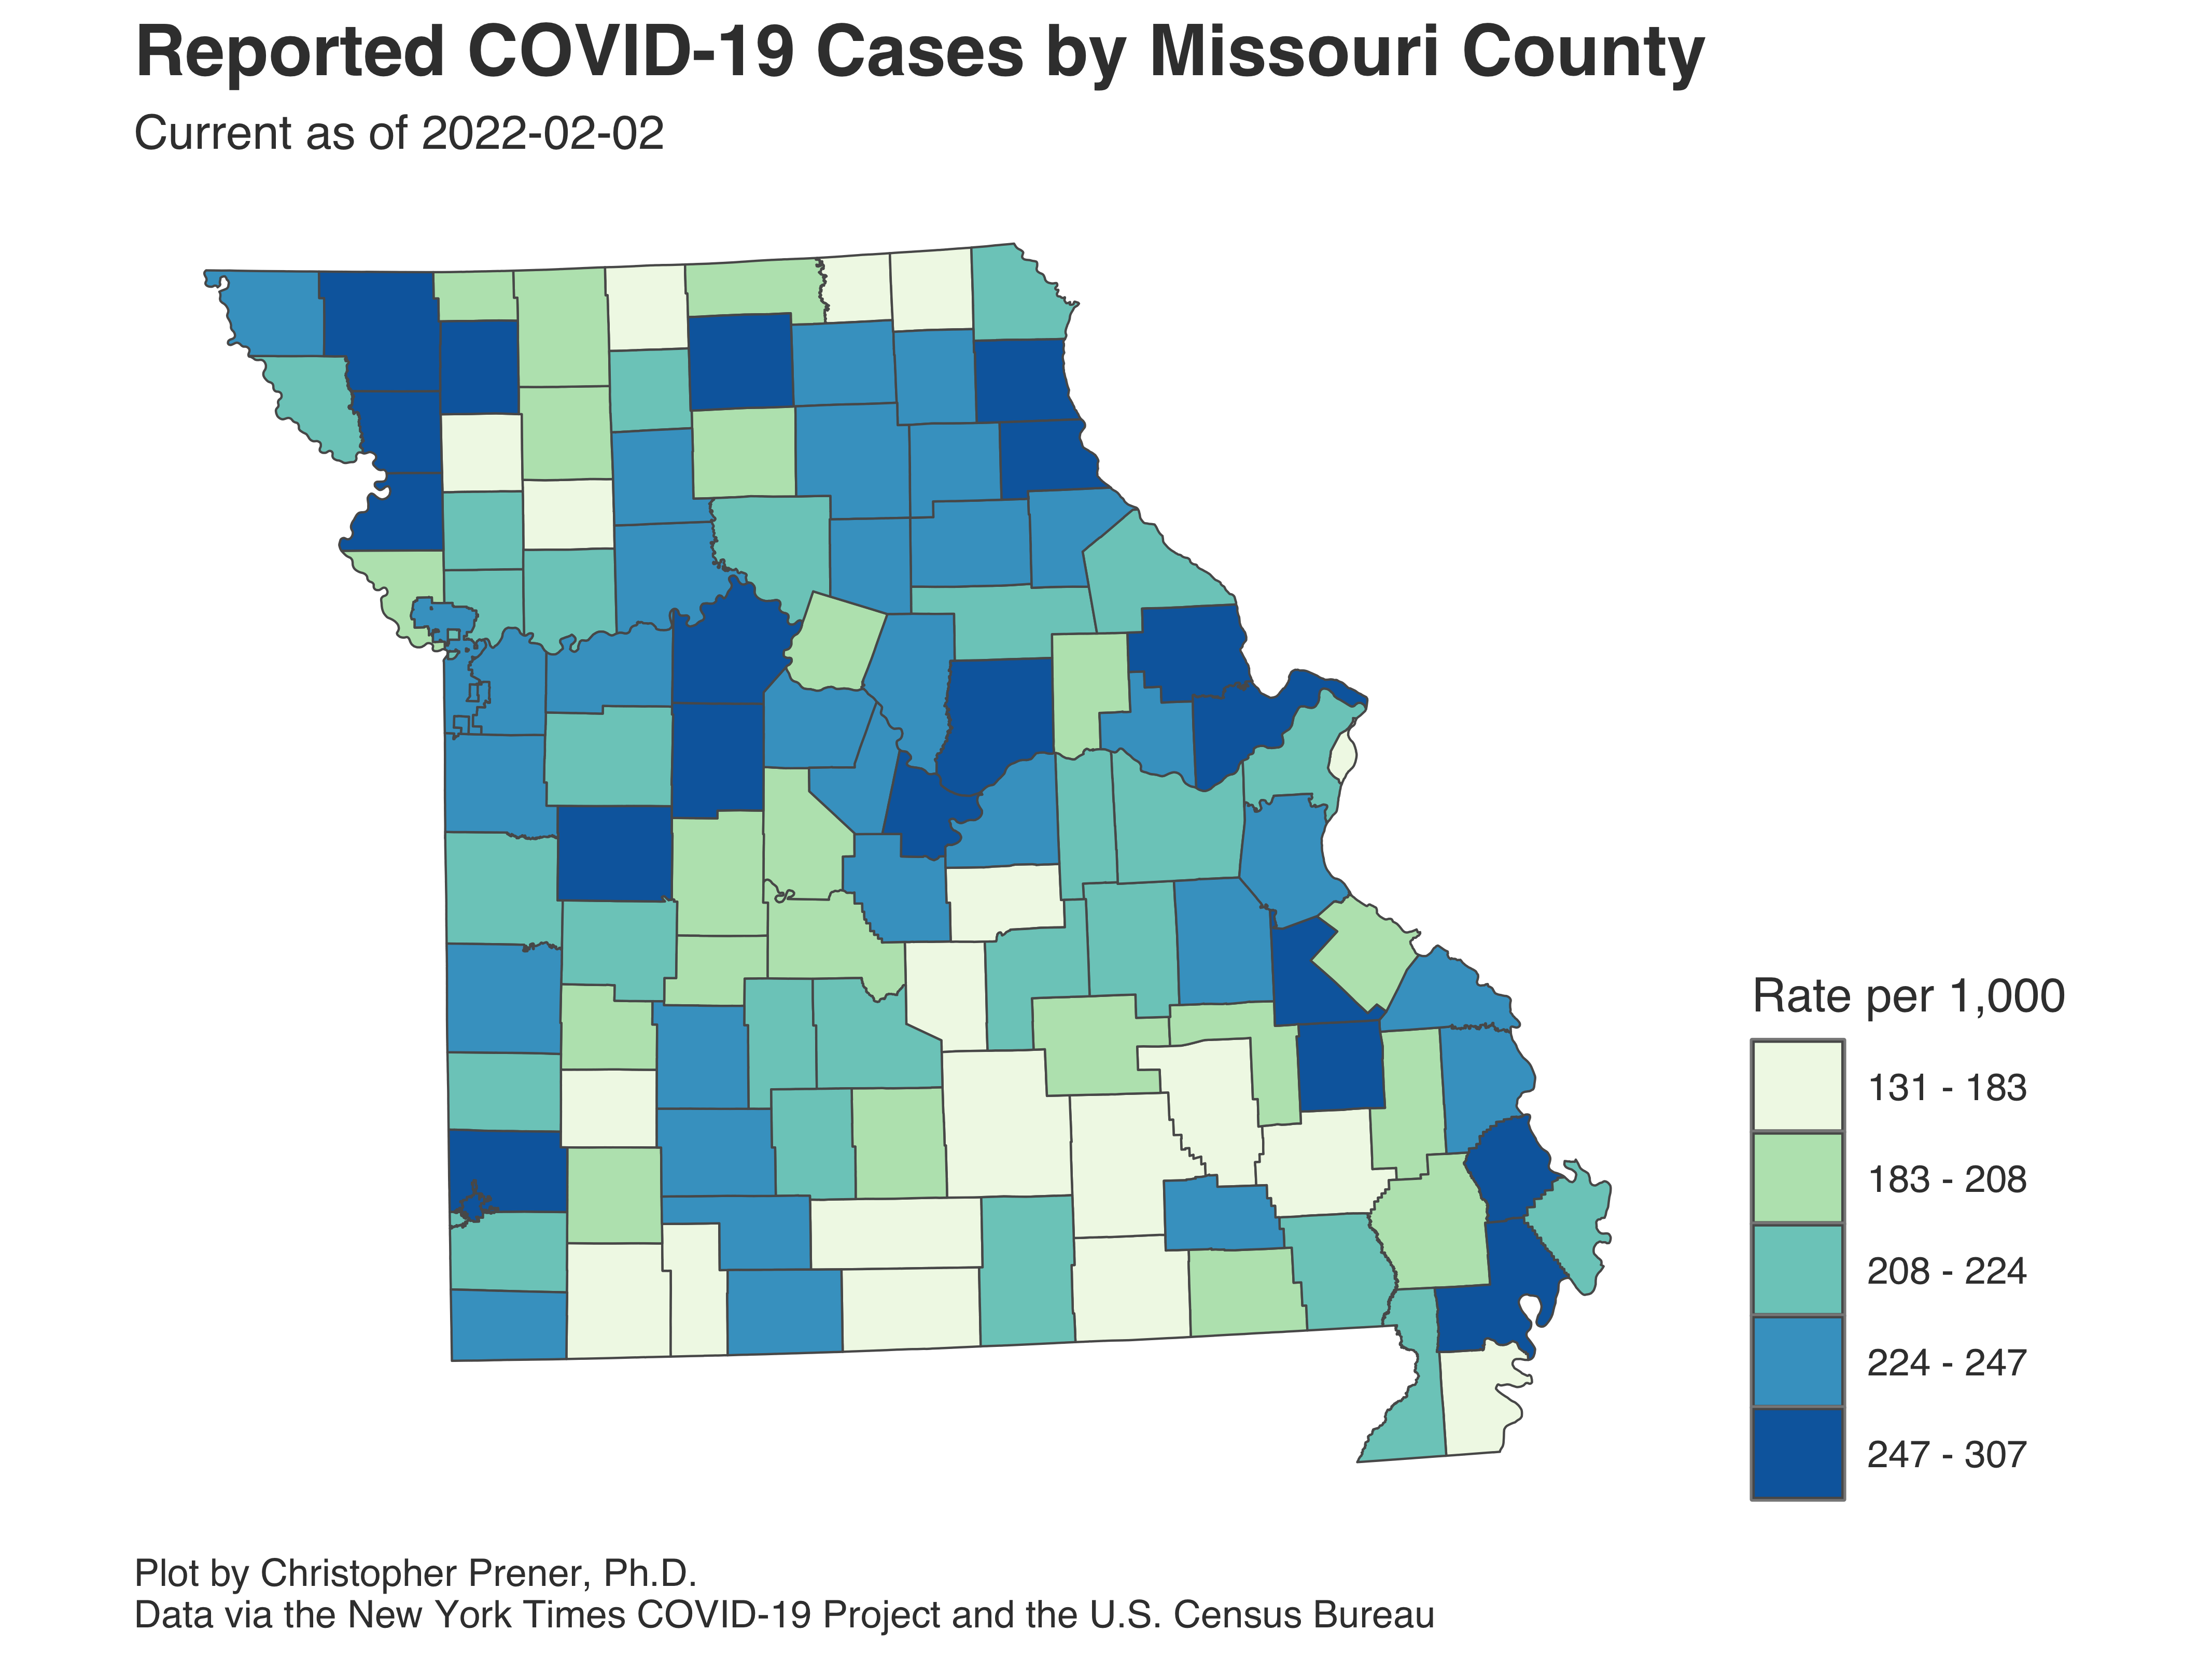 Reported COVID-19 Cases by Missouri County
Current as of 2022-02-02
Rate per 1,000
131 - 183
183 - 208
208 - 224
224 - 247
247 - 307
Plot by Christopher Prener, Ph.D.
Data via the New York Times COVID-19 Project and the U.S. Census Bureau